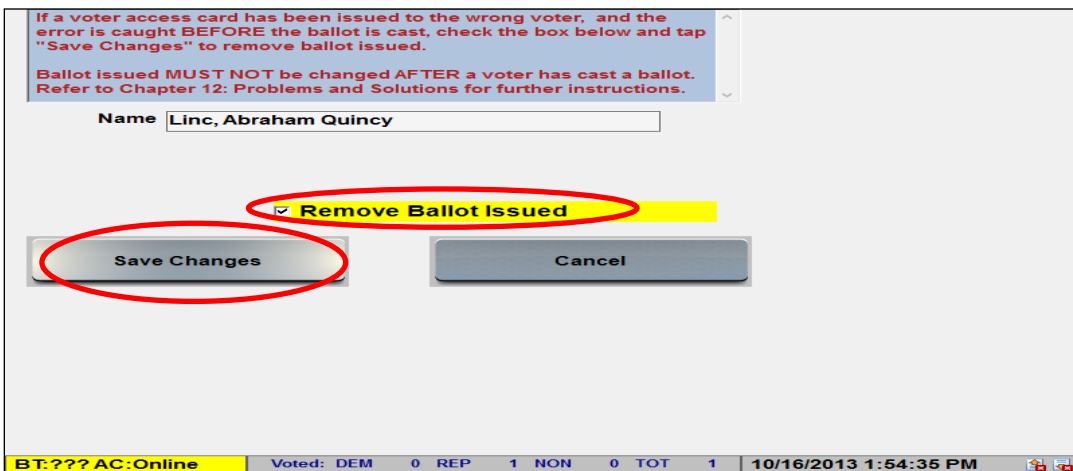 If a voter access card has been issued to the wrong voter, and the
error is caught BEFORE the ballot is cast, check the box below and tap
"Save Changes" to remove ballot issued.
Ballot issued MUST NOT be changed AFTER a voter has cast a ballot.
Refer to Chapter 12: Problems and Solutions for further instructions.
Name Linc, Abraham Quincy
Remove Ballot Issued
Save Changes Cancel
BT:??? AC:Online Voted: DEM 0 REP 1 NON 0 TOT 1 10/16/2013 1:54:35 PM